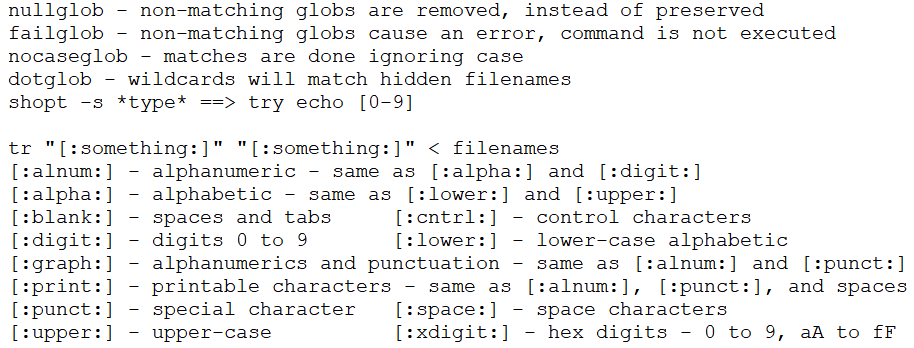 nullglob - non-matching globs are removed, instead of preserved
failglob - non-matching globs cause an error, command is not executed
nocaseglob - matches are done ignoring case
dotglob - wildcards will match hidden filenames
shopt -s *type* ==> try echo [0-9]

tr "[:something:]" "[:something:]" < filenames
[:alnum:] - alphanumeric - same as [:alpha:] and [:digit:]
[:alpha:] - alphabetic - same as [:lower:] and [:upper:]
[:blank:] - spaces and tabs     [:cntrl:] - control characters
[:digit:] - digits 0 to 9       [:lower:] - lower-case alphabetic
[:graph:] - alphanumerics and punctuation - same as [:alnum:] and [:punct:]
[:print:] - printable characters - same as [:alnum:], [:punct:], and spaces
[:punct:] - special character   [:space:] - space characters
[:upper:] - upper-case          [:xdigit:] - hex digits - 0 to 9, aA to fF